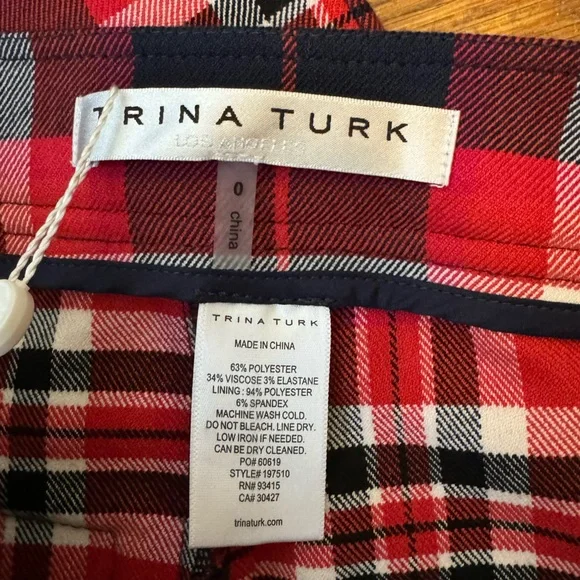 TRINA TURK
LOS ANGELES
0
china
TRINA TURK
MADE IN CHINA
63% POLYESTER
34% VISCOSE 3% ELASTANE
LINING : 94% POLYESTER
6% SPANDEX
MACHINE WASH COLD.
DO NOT BLEACH. LINE DRY.
LOW IRON IF NEEDED.
CAN BE DRY CLEANED.
PO# 60619
STYLE# 197510
RN# 93415
CA# 30427
trinaturk.com